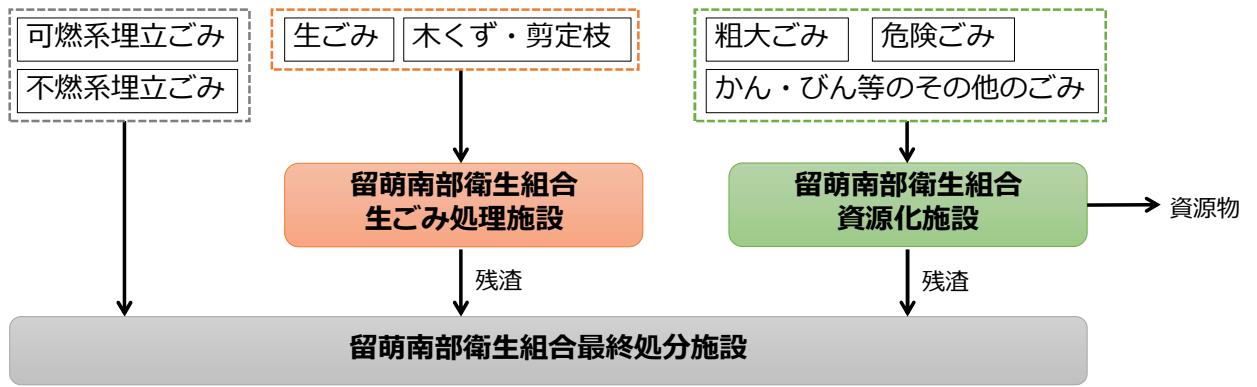 可燃系埋立ごみ
不燃系埋立ごみ
生ごみ
木くず・剪定枝
粗大ごみ
危険ごみ
かん・びん等のその他のごみ
留萌南部衛生組合
生ごみ処理施設
留萌南部衛生組合
資源化施設
資源物
残渣
残渣
留萌南部衛生組合最終処分施設